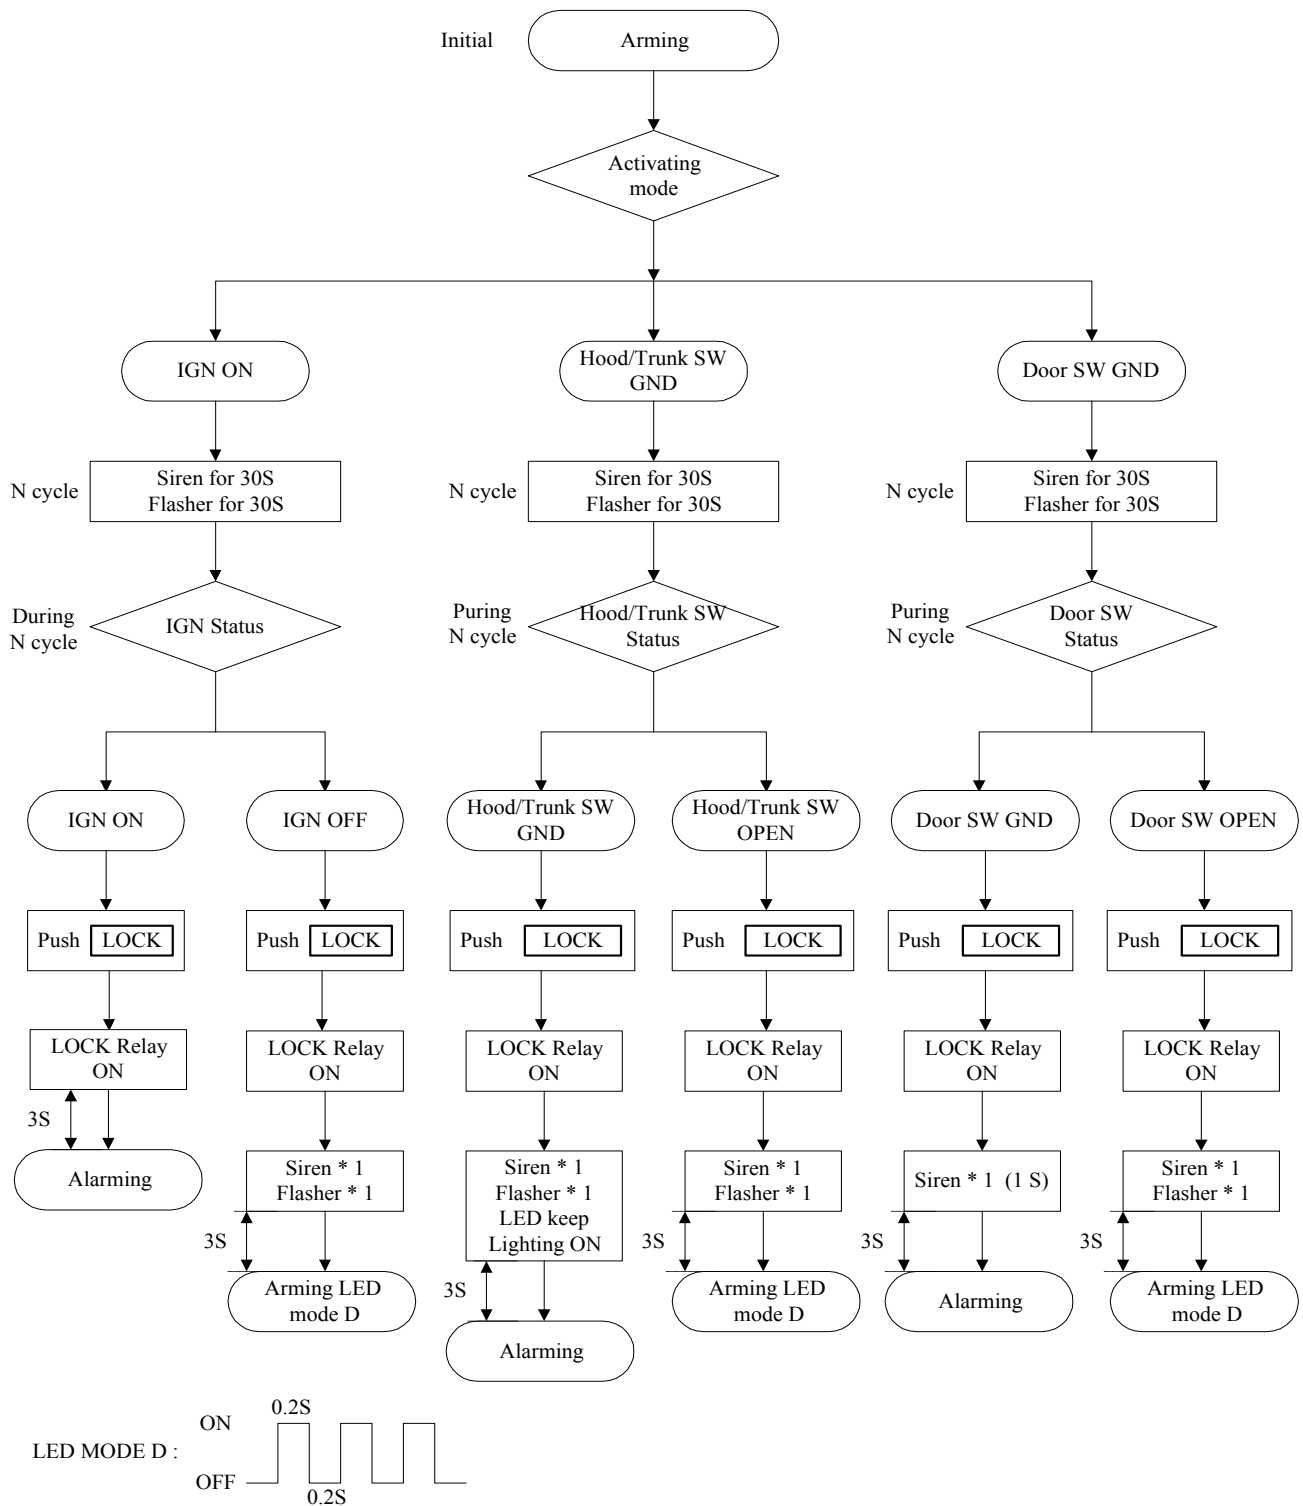 Initial
Arming
Activating
mode
IGN ON
Hood/Trunk SW
GND
Door SW GND
N cycle
Siren for 30S
Flasher for 30S
N cycle
Siren for 30S
Flasher for 30S
N cycle
Siren for 30S
Flasher for 30S
During
N cycle
IGN Status
Puring
N cycle
Hood/Trunk SW
Status
Puring
N cycle
Door SW
Status
IGN ON
IGN OFF
Hood/Trunk SW
GND
Hood/Trunk SW
OPEN
Door SW GND
Door SW OPEN
Push LOCK
Push LOCK
Push LOCK
Push LOCK
Push LOCK
Push LOCK
LOCK Relay
ON
LOCK Relay
ON
LOCK Relay
ON
LOCK Relay
ON
LOCK Relay
ON
LOCK Relay
ON
3S
Alarming
Siren * 1
Flasher * 1
Siren * 1
Flasher * 1
LED keep
Lighting ON
Siren * 1
Flasher * 1
Siren * 1 (1 S)
Siren * 1
Flasher * 1
3S
Arming LED
mode D
3S
Alarming
3S
Arming LED
mode D
3S
Alarming
3S
Arming LED
mode D
LED MODE D :
ON
0.2S
OFF
0.2S